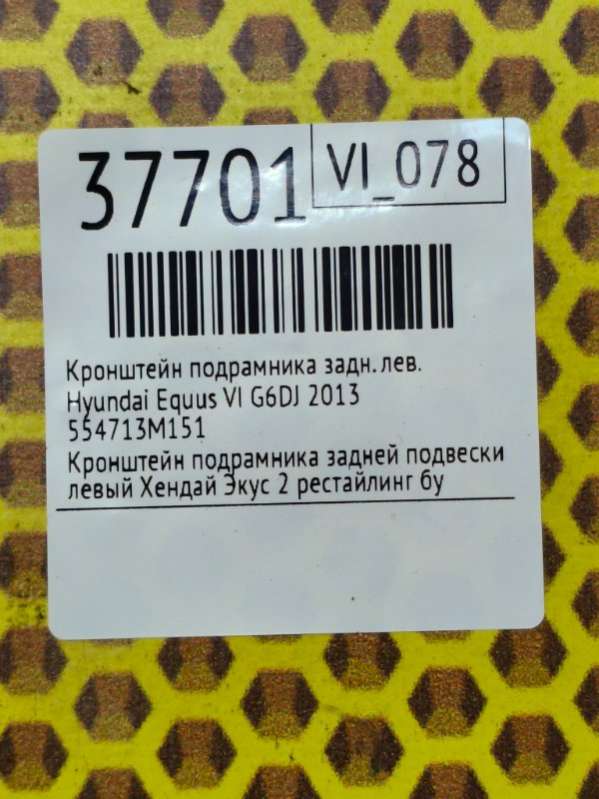 37701
VI_078
Кронштейн подрамника задн. лев.
Hyundai Equus VI G6DJ 2013
554713M151
Кронштейн подрамника задней подвески
левый Хендай Экус 2 рестайлинг бу